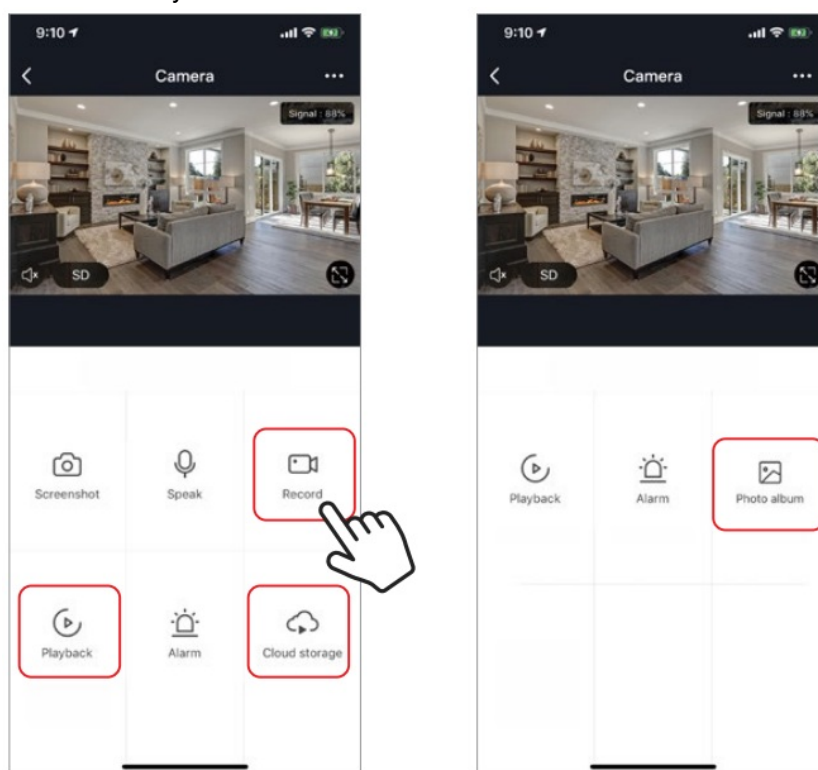 9:10
Camera
Signal : 88%
SD
Screenshot
Speak
Record
Playback
Alarm
Cloud storage
9:10
Camera
Signal : 88%
SD
Playback
Alarm
Photo album